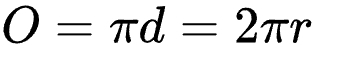 O = πd = 2πr